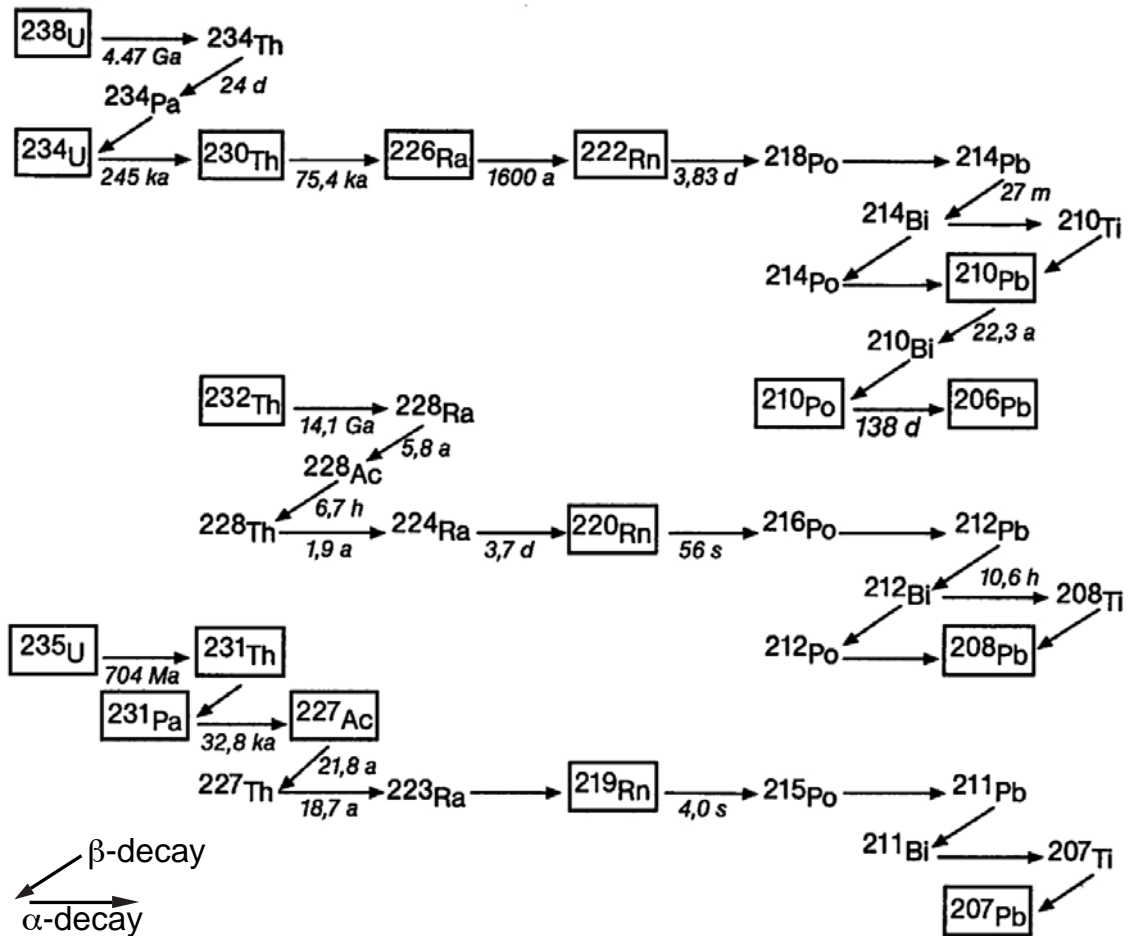 238U 234Th
4.47 Ga
24 d
234Pa
234U 230Th 226Ra 222Rn 218Po 214Pb
245 ka 75,4 ka 1600 a 3,83 d
27 m
214Bi 210Ti
214Po 210Pb
22,3 a
210Bi
232Th 228Ra 210Po 206Pb
14,1 Ga 138 d
5,8 a
228Ac
6,7 h
228Th 224Ra 220Rn 216Po 212Pb
1,9 a 3,7 d 56 s
10,6 h
212Bi 208Ti
235U 231Th 212Po 208Pb
704 Ma
231Pa 227Ac
32,8 ka
21,8 a
227Th 223Ra 219Rn 215Po 211Pb
18,7 a 4,0 s
211Bi 207Ti
β-decay
207Pb
α-decay